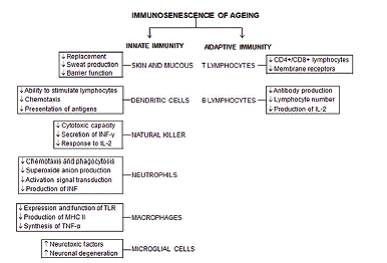 IMMUNOSENESCENCE OF AGEING
INNATE IMMUNITY
ADAPTIVE IMMUNITY
↓ Replacement
↓ Sweat production
↓ Barrier function
SKIN AND MUCOUS
T LYMPHOCYTES
↓ CD4+/CD8+ lymphocytes
↓ Membrane receptors
↓ Ability to stimulate lymphocytes
↓ Chemotaxis
↓ Presentation of antigens
DENDRITIC CELLS
B LYMPHOCYTES
↓ Antibody production
↓ Lymphocyte number
↓ Production of IL-2
↓ Cytotoxic capacity
↓ Secretion of INF-γ
↓ Response to IL-2
NATURAL KILLER
↓ Chemotaxis and phagocytosis
↓ Superoxide anion production
↓ Activation signal transduction
↓ Production of INF
NEUTROPHILS
↓ Expression and function of TLR
↓ Production of MHC II
↓ Synthesis of TNF-α
MACROPHAGES
↑ Neurotoxic factors
↑ Neuronal degeneration
MICROGLIAL CELLS